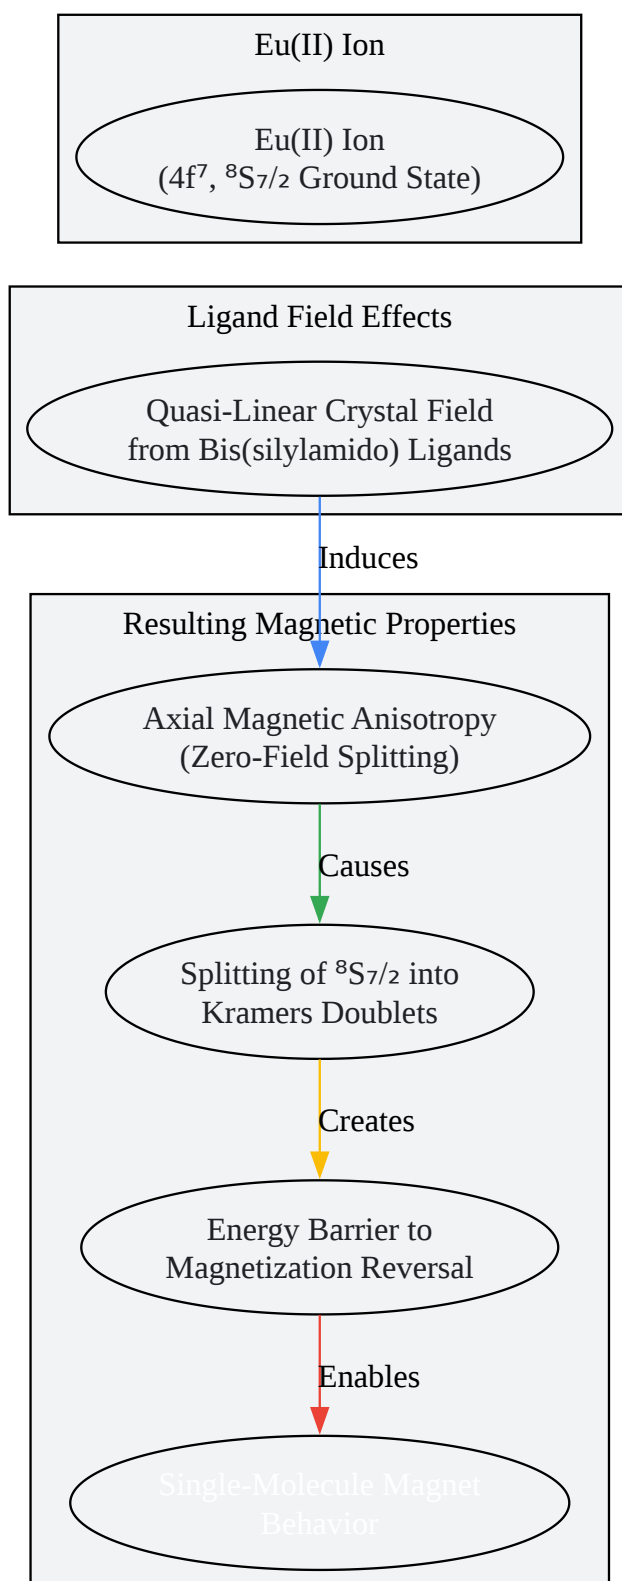 Eu(II) Ion
Eu(II) Ion
(4f⁷, ⁸S₇/₂ Ground State)
Ligand Field Effects
Quasi-Linear Crystal Field
from Bis(silylamido) Ligands
Induces
Resulting Magnetic Properties
Axial Magnetic Anisotropy
(Zero-Field Splitting)
Causes
Splitting of ⁸S₇/₂ into
Kramers Doublets
Creates
Energy Barrier to
Magnetization Reversal
Enables
Single-Molecule Magnet
Behavior